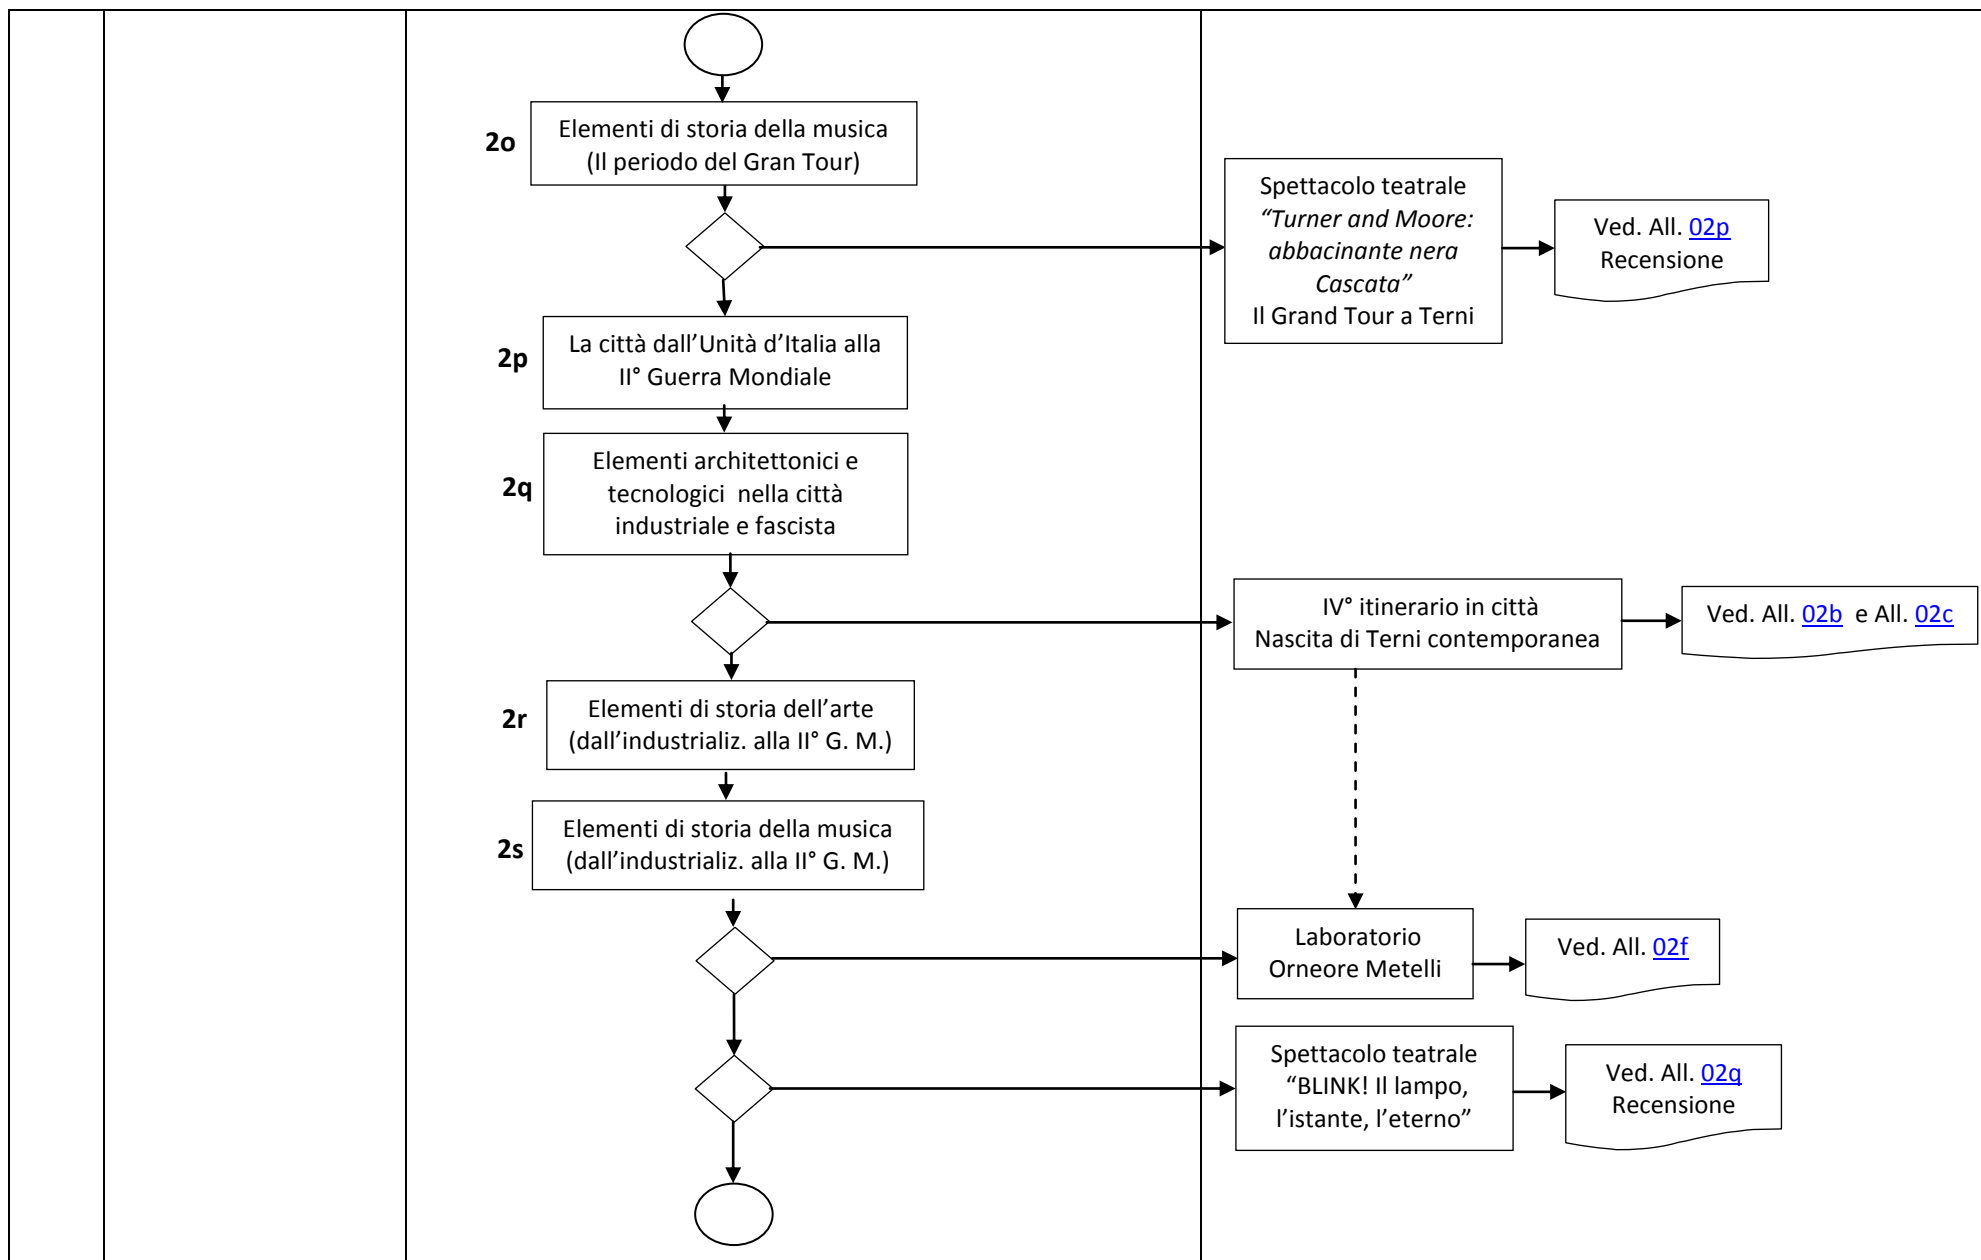 2o
Elementi di storia della musica
(Il periodo del Gran Tour)
Spettacolo teatrale
“Turner and Moore:
abbacinante nera
Cascata”
Il Grand Tour a Terni
Ved. All. 02p
Recensione
2p
La città dall’Unità d’Italia alla
II° Guerra Mondiale
2q
Elementi architettonici e
tecnologici nella città
industriale e fascista
IV° itinerario in città
Nascita di Terni contemporanea
Ved. All. 02b e All. 02c
2r
Elementi di storia dell’arte
(dall’industrializ. alla II° G. M.)
2s
Elementi di storia della musica
(dall’industrializ. alla II° G. M.)
Laboratorio
Orneore Metelli
Ved. All. 02f
Spettacolo teatrale
“BLINK! Il lampo,
l’istante, l’eterno”
Ved. All. 02q
Recensione